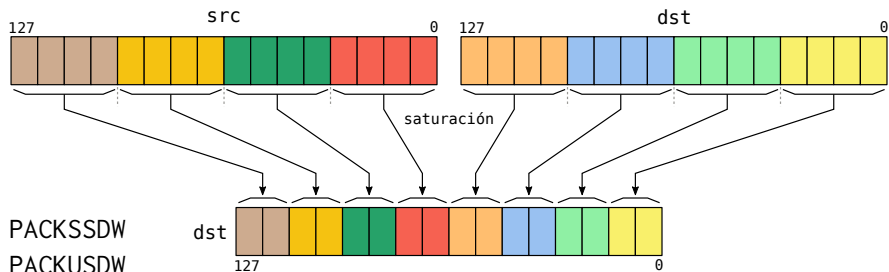 src dst
127 0 127 0
saturación
PACKSSDW dst
PACKUSDW 127 0